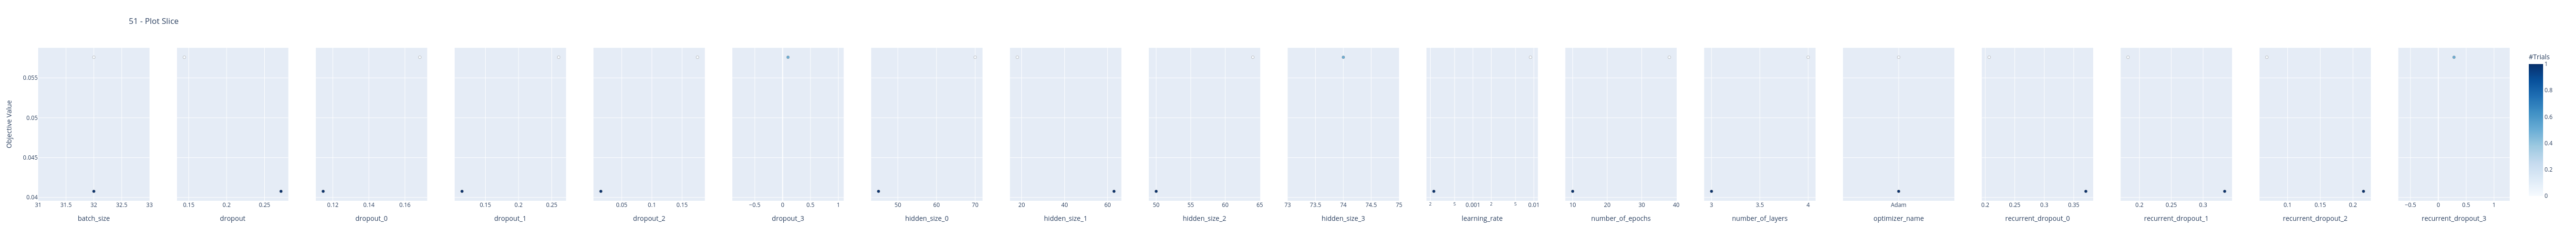 51 - Plot Slice
#Trials
Objective Value
0.055
0.05
0.045
0.04
1
0.8
0.6
0.4
0.2
0
31 31.5 32 32.5 33
0.15 0.2 0.25
0.12 0.14 0.16
0.15 0.2 0.25
0.05 0.1 0.15
−0.5 0 0.5 1
50 60 70
20 40 60
50 55 60 65
73 73.5 74 74.5 75
2 5 0.001 2 5 0.01
10 20 30 40
3 3.5 4
Adam
0.2 0.25 0.3 0.35
0.2 0.25 0.3
0.1 0.15 0.2
−0.5 0 0.5 1
batch_size
dropout
dropout_0
dropout_1
dropout_2
dropout_3
hidden_size_0
hidden_size_1
hidden_size_2
hidden_size_3
learning_rate
number_of_epochs
number_of_layers
optimizer_name
recurrent_dropout_0
recurrent_dropout_1
recurrent_dropout_2
recurrent_dropout_3